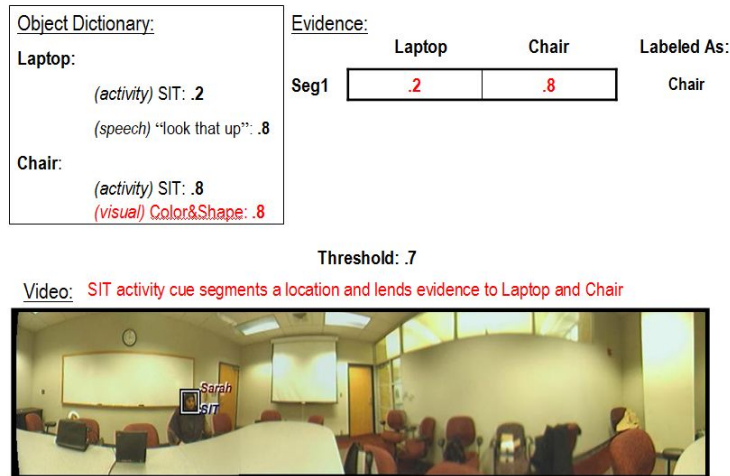 Object Dictionary:
Laptop:
(activity) SIT: .2
(speech) “look that up”: .8
Chair:
(activity) SIT: .8
(visual) Color&Shape: .8
Evidence:
Laptop Chair Labeled As:
Seg1 .2 .8 Chair
Threshold: .7
Video: SIT activity cue segments a location and lends evidence to Laptop and Chair
Sarah
SIT